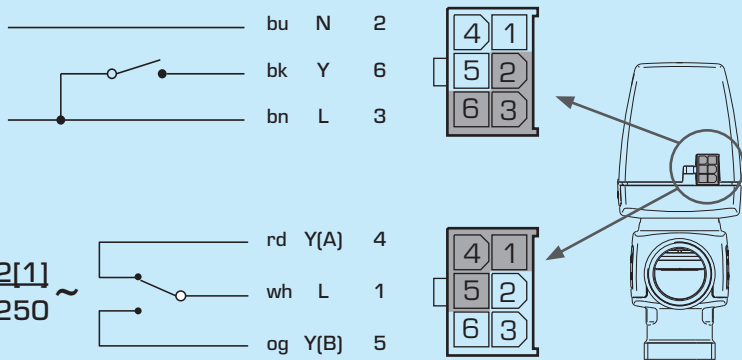 bu N 2
bk Y 6
bn L 3
4 1
5 2
6 3
rd Y(A) 4
2[1]
250 ~
wh L 1
og Y(B) 5
4 1
5 2
6 3